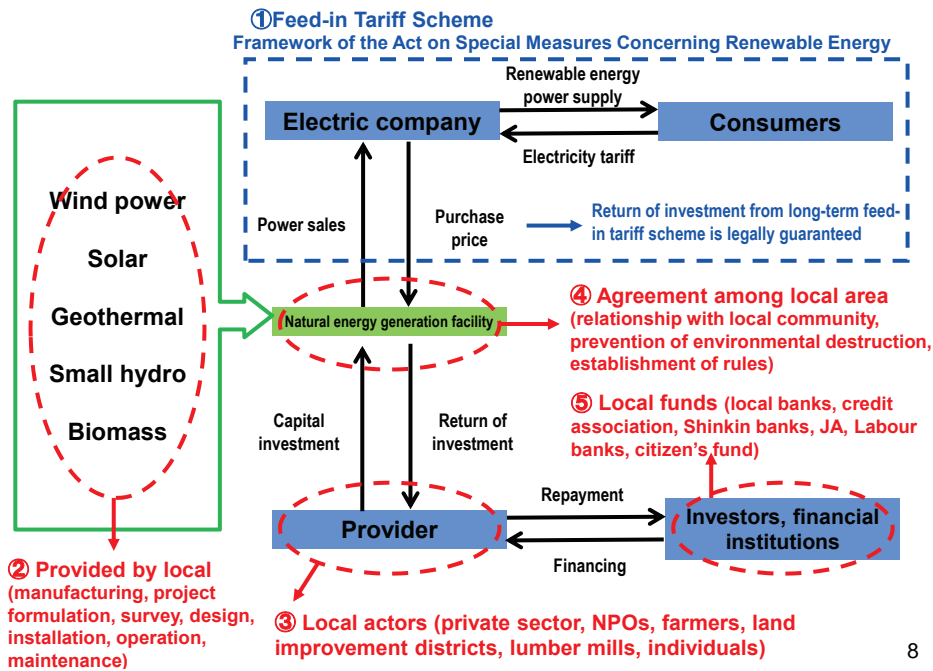 ①Feed-in Tariff Scheme
Framework of the Act on Special Measures Concerning Renewable Energy
Renewable energy
power supply
Electric company
Consumers
Electricity tariff
Wind power
Solar
Geothermal
Small hydro
Biomass
Power sales
Purchase
price
Return of investment from long-term feed-
in tariff scheme is legally guaranteed
Natural energy generation facility
④ Agreement among local area
(relationship with local community,
prevention of environmental destruction,
establishment of rules)
⑤ Local funds (local banks, credit
association, Shinkin banks, JA, Labour
banks, citizen's fund)
Capital
investment
Return of
investment
Provider
Repayment
Financing
Investors, financial
institutions
② Provided by local
(manufacturing, project
formulation, survey, design,
installation, operation,
maintenance)
③ Local actors (private sector, NPOs, farmers, land
improvement districts, lumber mills, individuals)
8